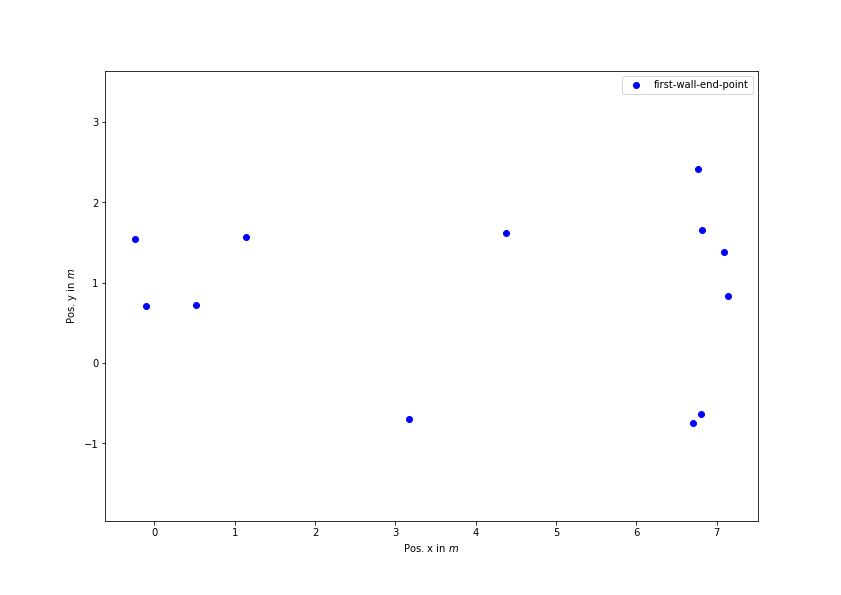 first-wall-end-point
3
2
1
0
−1
Pos. y in m
0 1 2 3 4 5 6 7
Pos. x in m